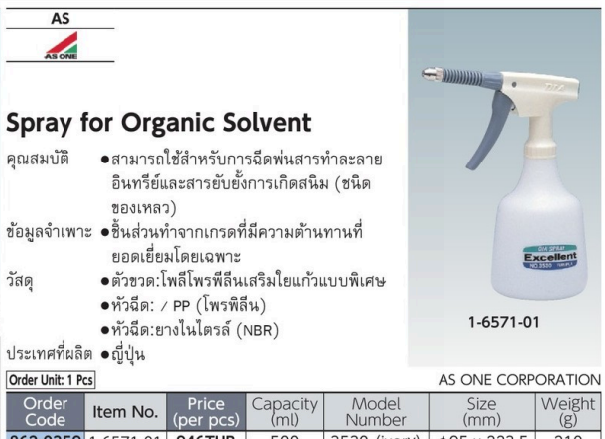 AS
AS ONE
Spray for Organic Solvent
คุณสมบัติ ●สามารถใช้สำหรับการฉีดพ่นสารทำละลาย
อินทรีย์และสารยับยั้งการเกิดสนิม (ชนิด
ของเหลว)
ข้อมูลจำเพาะ ●ชิ้นส่วนทำจากเกรดที่มีความต้านทานที่
ยอดเยี่ยมโดยเฉพาะ
วัสดุ ●ตัวขวด:โพลีโพรพีลีนเสริมใยแก้วแบบพิเศษ
●หัวฉีด: / PP (โพรพิลีน)
●หัวฉีด:ยางไนไตรล์ (NBR)
ประเทศที่ผลิต ●ญี่ปุ่น
Excellent
1-6571-01
Order Unit: 1 Pcs
AS ONE CORPORATION
Order Code Item No. Price (per pcs) Capacity (ml) Model Number Size (mm) Weight (g)
1-6571-01 500